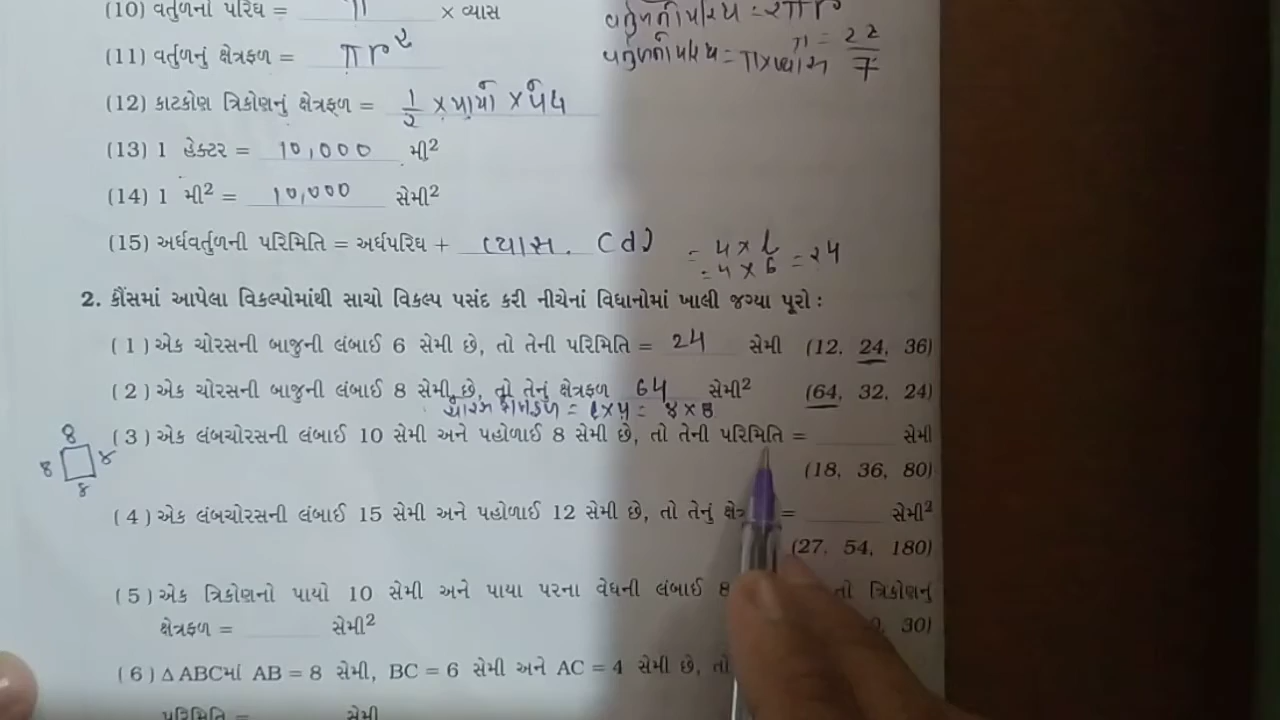 (10) વર્તુળનો પરિઘ = π × વ્યાસ
= 2πr
(11) વર્તુળનું ક્ષેત્રફળ = πr²
π = 22/7
= π×વ્યાસ
(12) કાટકોણ ત્રિકોણનું ક્ષેત્રફળ = 1/2 × પાયો × વેધ
(13) 1 હેક્ટર = 10,000 મી²
(14) 1 મી² = 10,000 સેમી²
(15) અર્ધવર્તુળની પરિમિતિ = અર્ધપરિઘ + વ્યાસ. (d)
= 4 × l
= 4 × 6 = 24
2. કૌંસમાં આપેલા વિકલ્પોમાંથી સાચો વિકલ્પ પસંદ કરી નીચેનાં વિધાનોમાં ખાલી જગ્યા પૂરો :
(1) એક ચોરસની બાજુની લંબાઈ 6 સેમી છે, તો તેની પરિમિતિ = 24 સેમી (12, 24, 36)
(2) એક ચોરસની બાજુની લંબાઈ 8 સેમી છે, તો તેનું ક્ષેત્રફળ 64 સેમી² (64, 32, 24)
(3) એક લંબચોરસની લંબાઈ 10 સેમી અને પહોળાઈ 8 સેમી છે, તો તેની પરિમિતિ = સેમી
(18, 36, 80)
8
8
8
8
(4) એક લંબચોરસની લંબાઈ 15 સેમી અને પહોળાઈ 12 સેમી છે, તો તેનું = સેમી²
(27, 54, 180)
(5) એક ત્રિકોણનો પાયો 10 સેમી અને પાયા પરના વેધની લંબાઈ 8 તો ત્રિકોણનું
ક્ષેત્રફળ = સેમી² 30)
(6) Δ ABCમાં AB = 8 સેમી, BC = 6 સેમી અને AC = 4 સેમી છે, તો
પરિમિતિ = સેમી